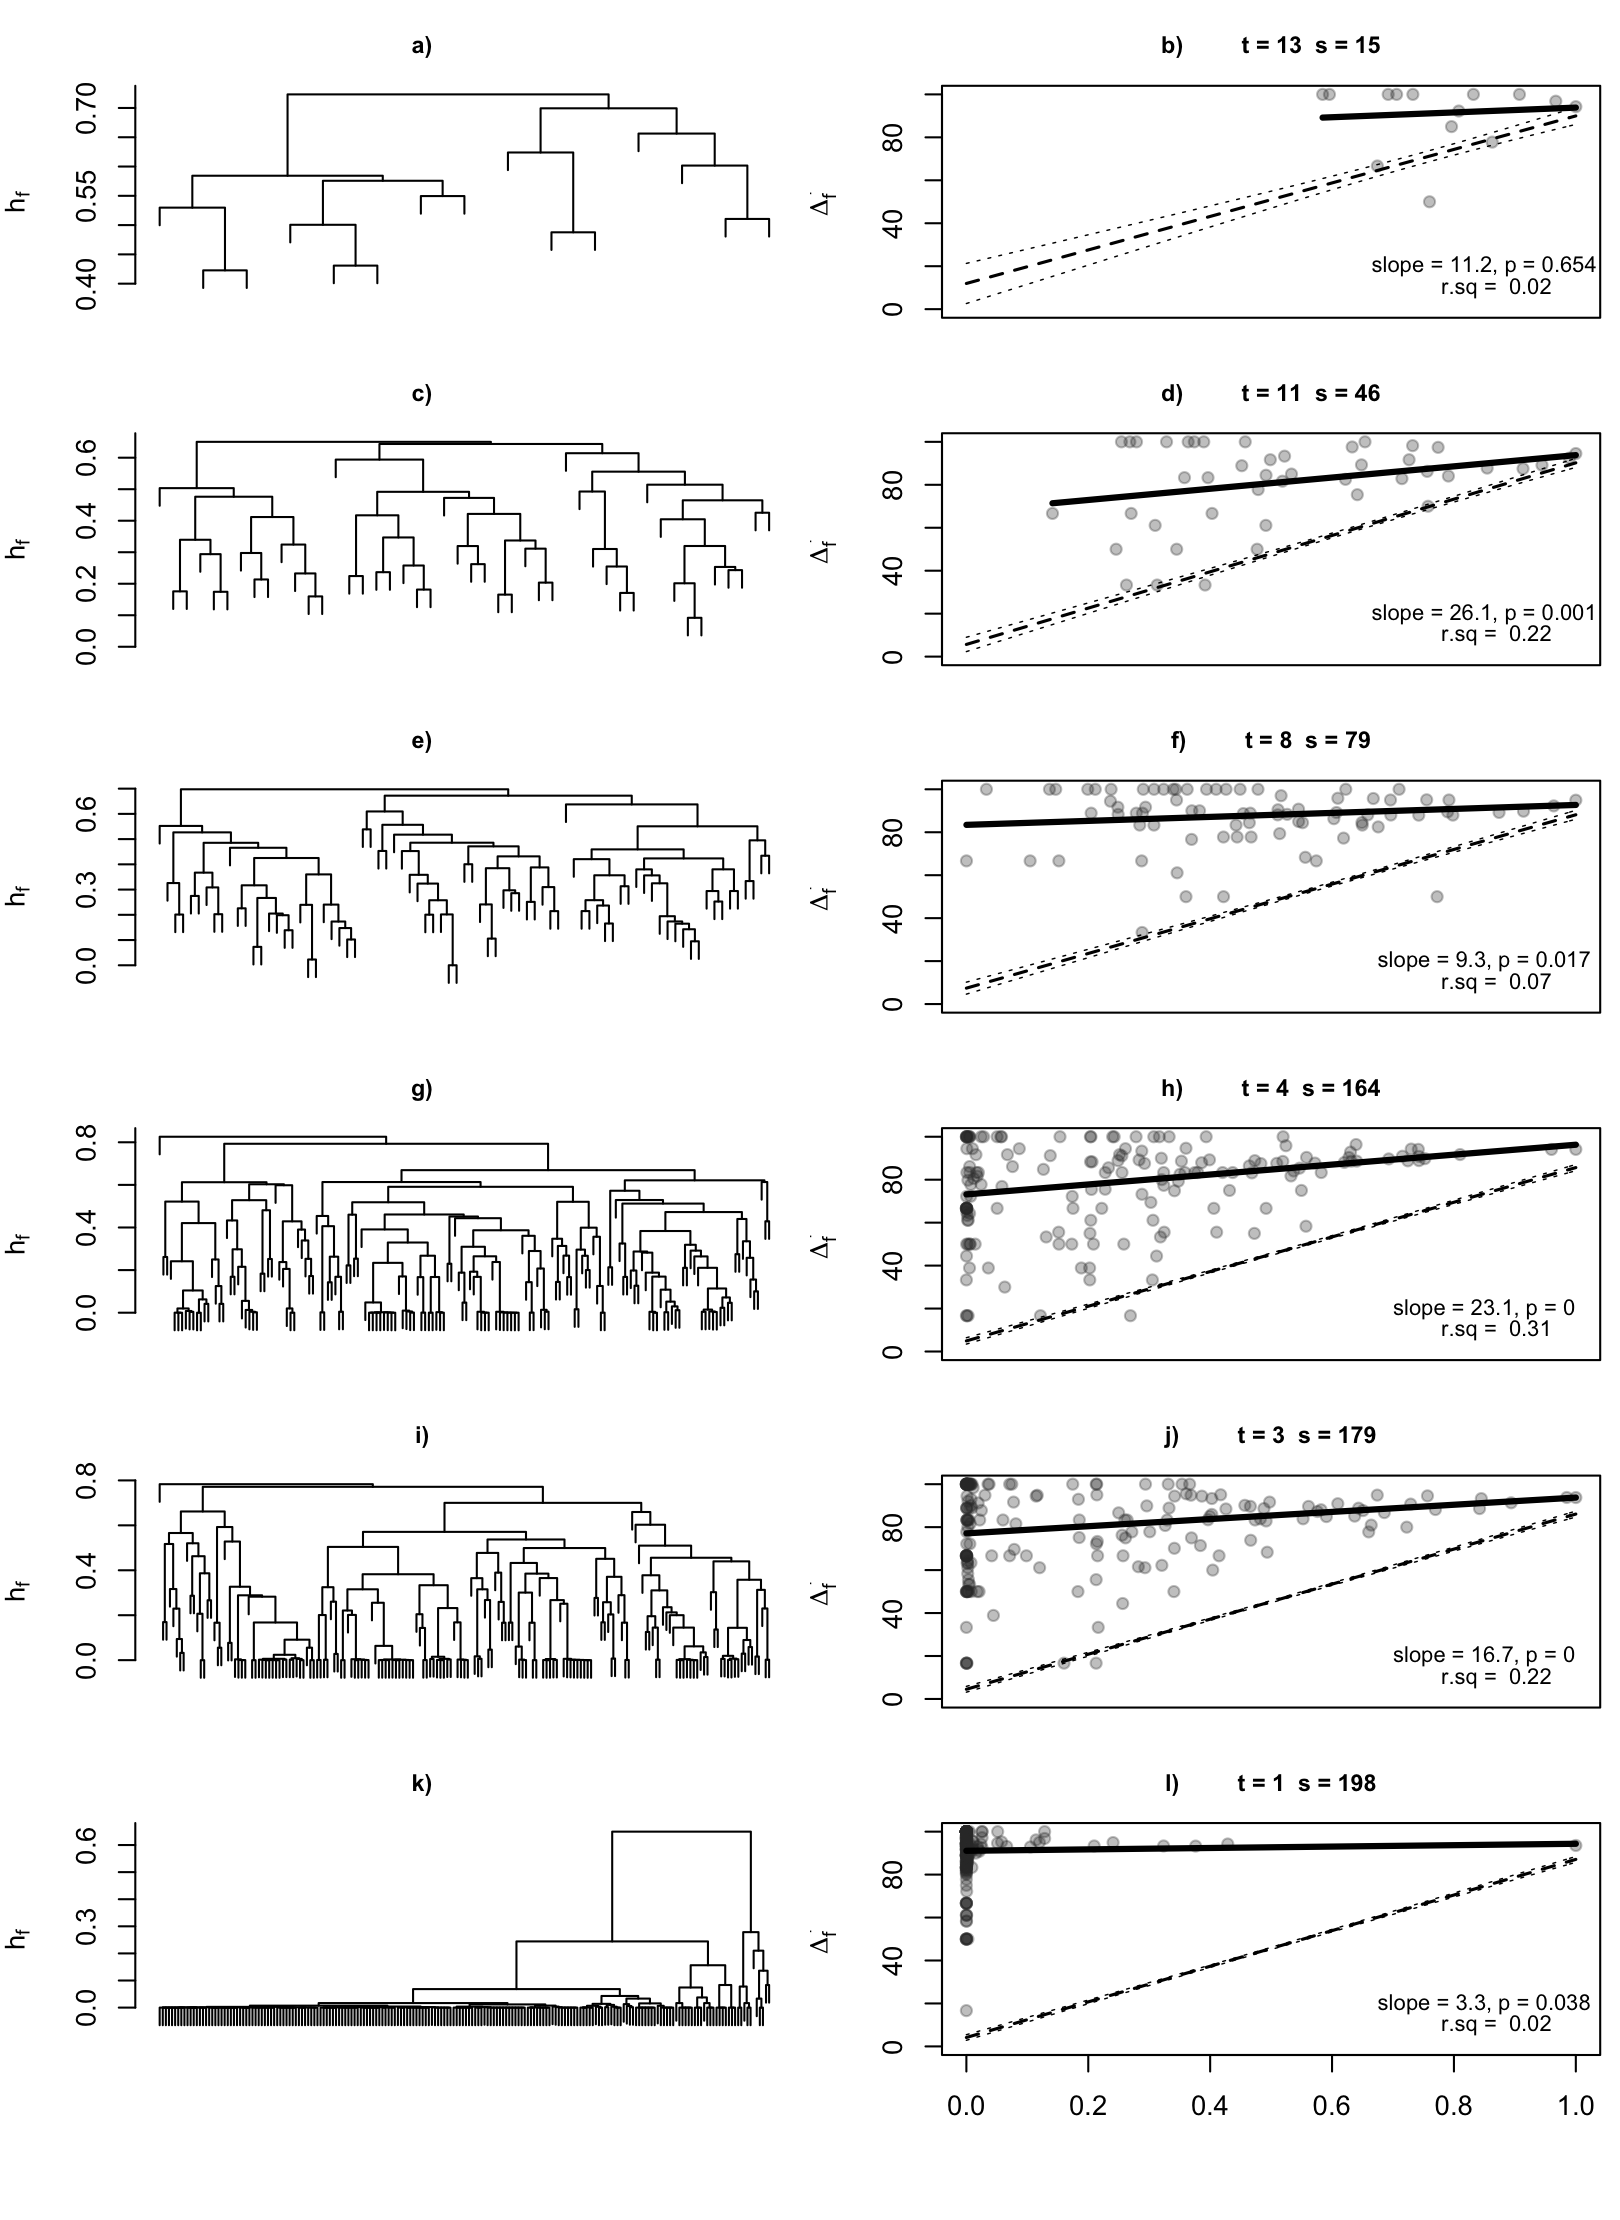 a)
b) t = 13 s = 15
hf
0.70
0.55
0.40
Δf
80
40
0
slope = 11.2, p = 0.654
r.sq = 0.02
c)
d) t = 11 s = 46
hf
0.6
0.4
0.2
0.0
Δf
80
40
0
slope = 26.1, p = 0.001
r.sq = 0.22
e)
f) t = 8 s = 79
hf
0.6
0.3
0.0
Δf
80
40
0
slope = 9.3, p = 0.017
r.sq = 0.07
g)
h) t = 4 s = 164
hf
0.8
0.4
0.0
Δf
80
40
0
slope = 23.1, p = 0
r.sq = 0.31
i)
j) t = 3 s = 179
hf
0.8
0.4
0.0
Δf
80
40
0
slope = 16.7, p = 0
r.sq = 0.22
k)
l) t = 1 s = 198
hf
0.6
0.3
0.0
Δf
80
40
0
slope = 3.3, p = 0.038
r.sq = 0.02
0.0 0.2 0.4 0.6 0.8 1.0